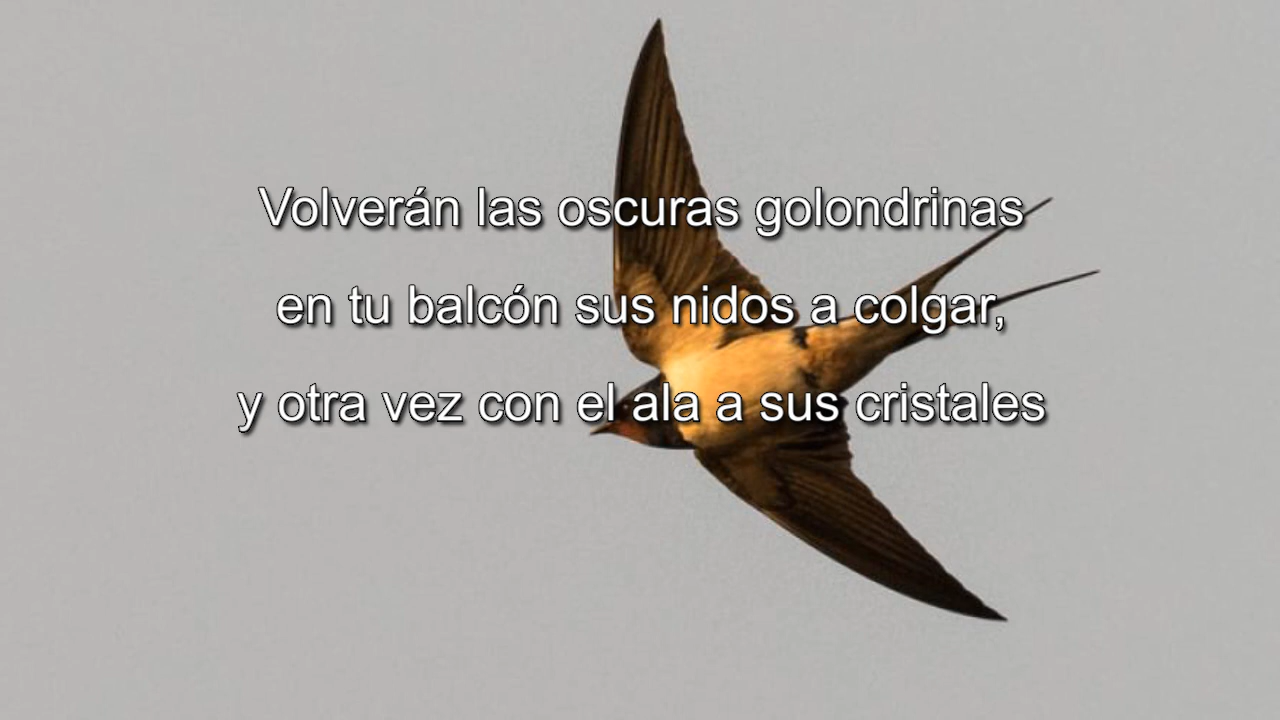 Volverán las oscuras golondrinas
en tu balcón sus nidos a colgar,
y otra vez con el ala a sus cristales